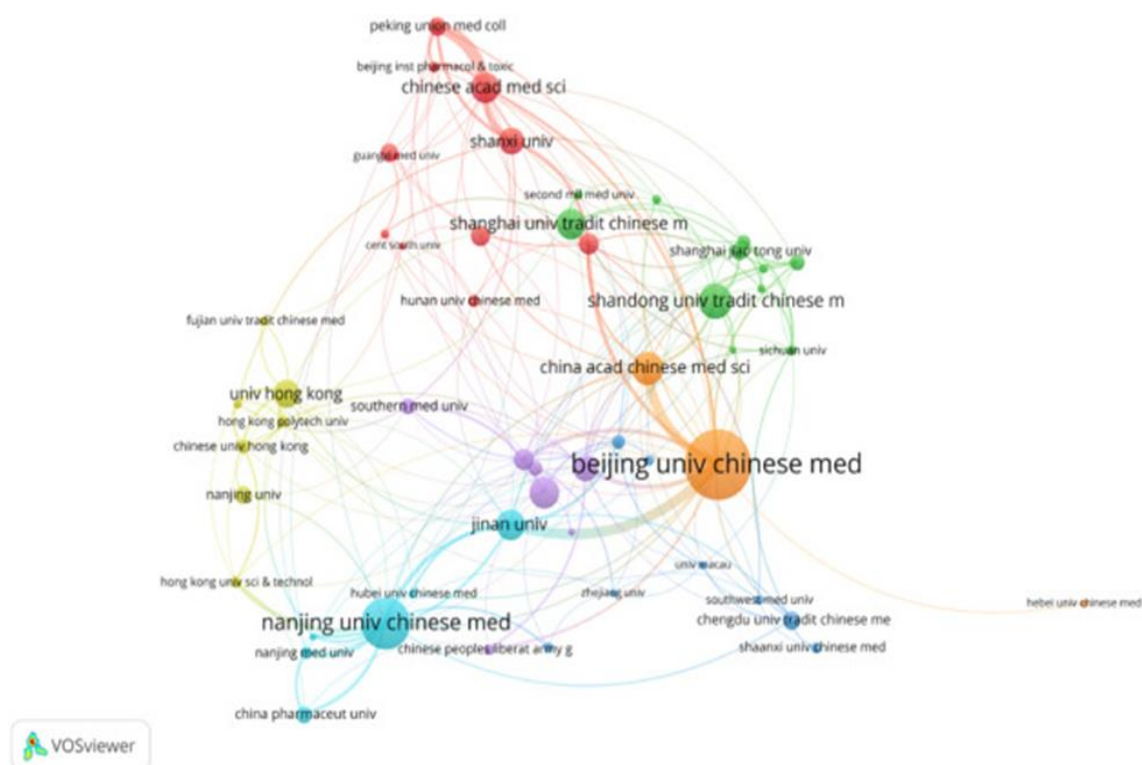 peking union med coll
beijing inst pharmacol & toxic
chinese acad med sci
shanxi univ
guangxi med univ
second mil med univ
shanghai univ tradit chinese m
cent south univ
shanghai jiao tong univ
hunan univ chinese med
shandong univ tradit chinese m
fujian univ tradit chinese med
sichuan univ
china acad chinese med sci
univ hong kong
southern med univ
hong kong polytech univ
chinese univ hong kong
beijing univ chinese med
nanjing univ
jinan univ
univ macau
hong kong univ sci & technol
hubei univ chinese med
zhejiang univ
southwest med univ
hebei univ chinese med
nanjing univ chinese med
chengdu univ tradit chinese me
nanjing med univ
chinese peoples liberat army g
shaanxi univ chinese med
china pharmaceut univ
VOSviewer